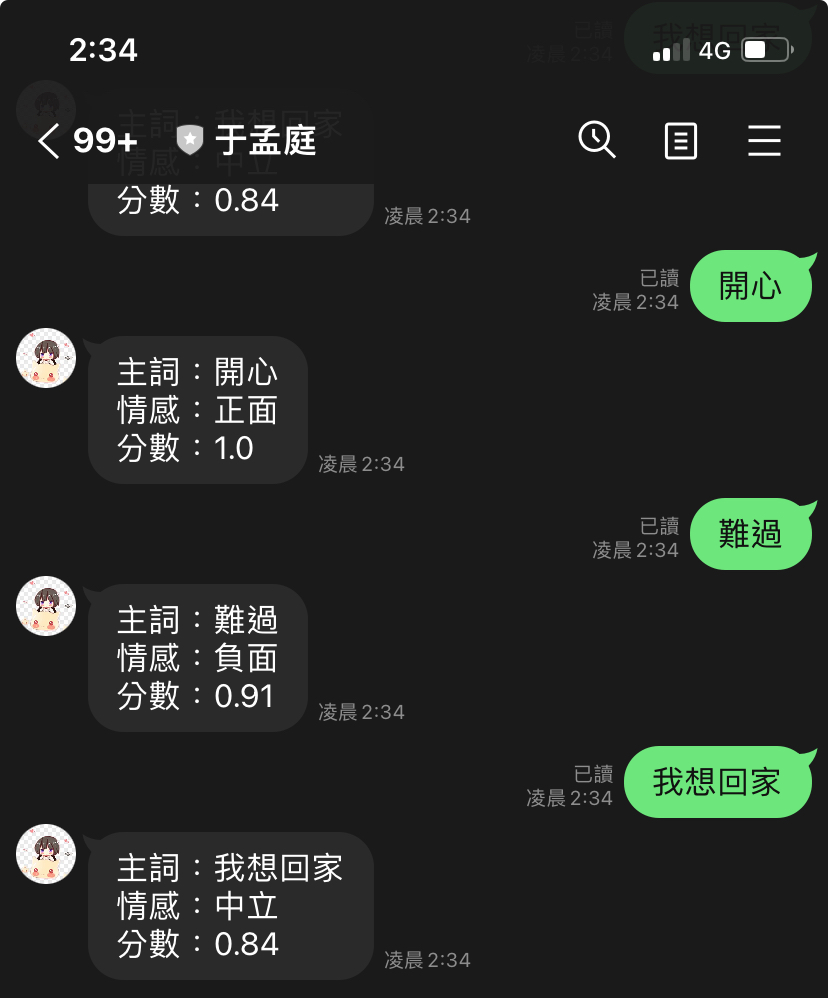 2:34
4G
已讀
凌晨 2:34
我想回家
99+
于孟庭
主詞：我想回家
情感：中立
分數：0.84
凌晨 2:34
已讀
凌晨 2:34
開心
主詞：開心
情感：正面
分數：1.0
凌晨 2:34
已讀
凌晨 2:34
難過
主詞：難過
情感：負面
分數：0.91
凌晨 2:34
已讀
凌晨 2:34
我想回家
主詞：我想回家
情感：中立
分數：0.84
凌晨 2:34